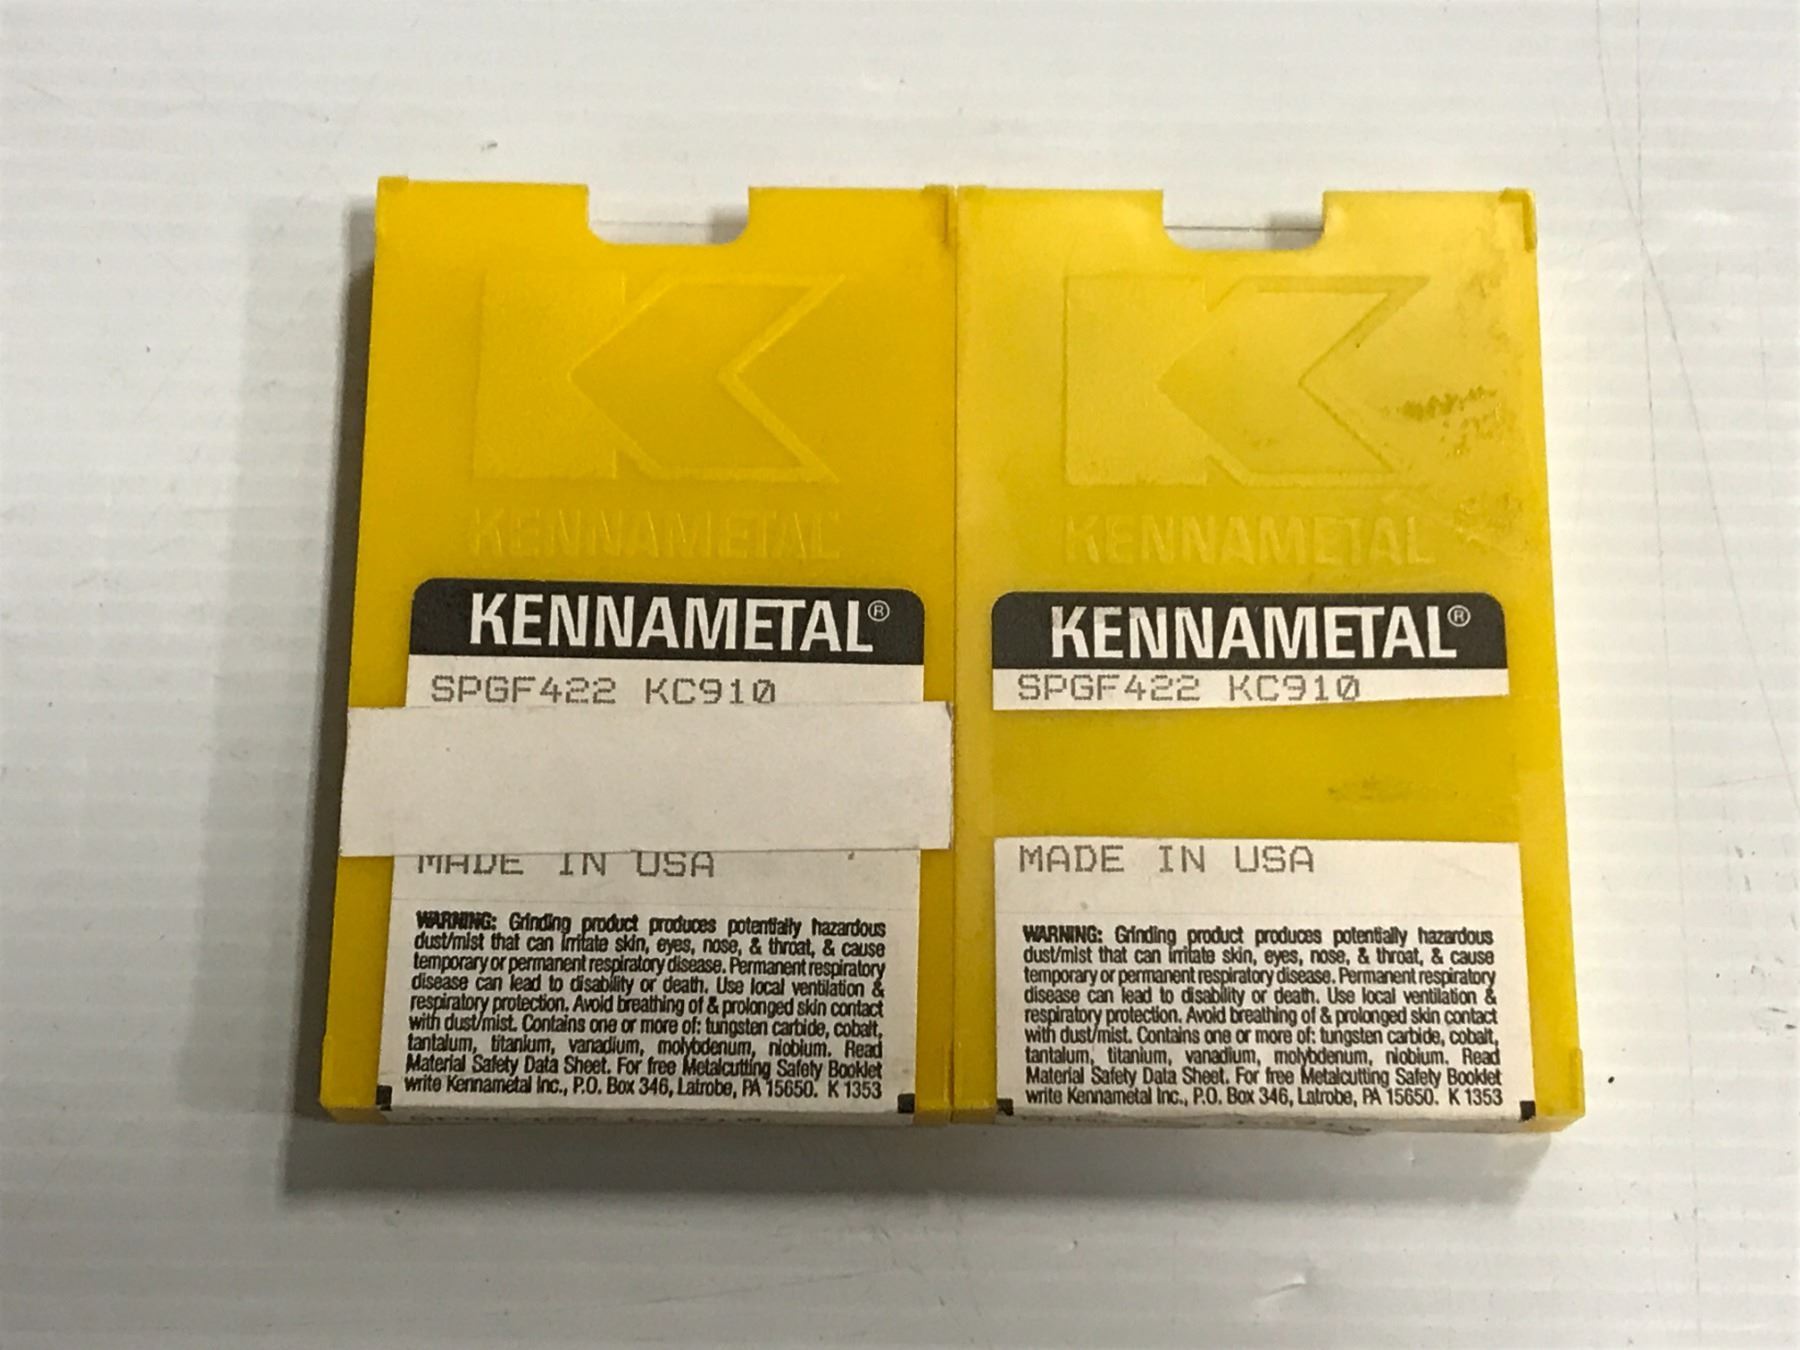 KENNAMETAL
KENNAMETAL®
SPGF422 KC910
MADE IN USA
WARNING: Grinding product produces potentially hazardous
dust/mist that can irritate skin, eyes, nose, & throat, & cause
temporary or permanent respiratory disease. Permanent respiratory
disease can lead to disability or death. Use local ventilation &
respiratory protection. Avoid breathing of & prolonged skin contact
with dust/mist. Contains one or more of: tungsten carbide, cobalt,
tantalum, titanium, vanadium, molybdenum, niobium. Read
Material Safety Data Sheet. For free Metalcutting Safety Booklet
write Kennametal Inc., P.O. Box 346, Latrobe, PA 15650. K 1353
KENNAMETAL
KENNAMETAL®
SPGF422 KC910
MADE IN USA
WARNING: Grinding product produces potentially hazardous
dust/mist that can irritate skin, eyes, nose, & throat, & cause
temporary or permanent respiratory disease. Permanent respiratory
disease can lead to disability or death. Use local ventilation &
respiratory protection. Avoid breathing of & prolonged skin contact
with dust/mist. Contains one or more of: tungsten carbide, cobalt,
tantalum, titanium, vanadium, molybdenum, niobium. Read
Material Safety Data Sheet. For free Metalcutting Safety Booklet
write Kennametal Inc., P.O. Box 346, Latrobe, PA 15650. K 1353